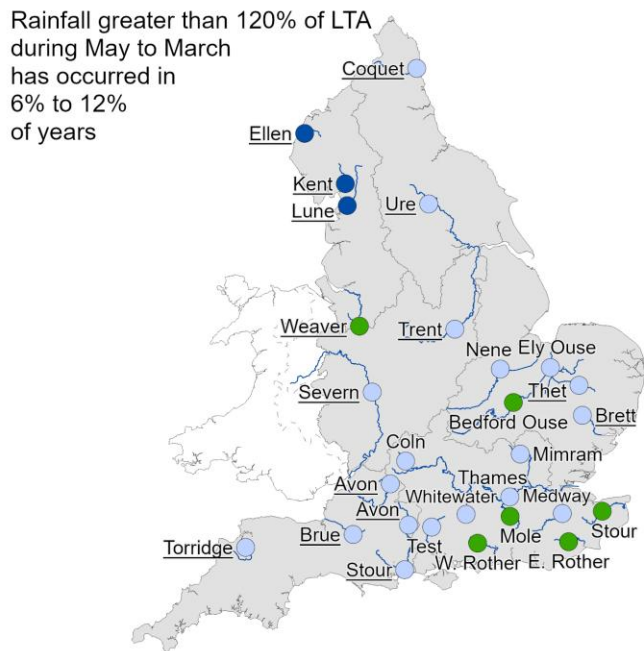 Rainfall greater than 120% of LTA
during May to March
has occurred in
6% to 12%
of years
Coquet
Ellen
Kent
Lune
Ure
Weaver
Trent
Nene
Ely Ouse
Severn
Thet
Bedford Ouse
Brett
Coln
Mimram
Avon
Thames
Whitewater
Medway
Avon
Torridge
Brue
Test
Mole
Stour
Stour
W. Rother
E. Rother